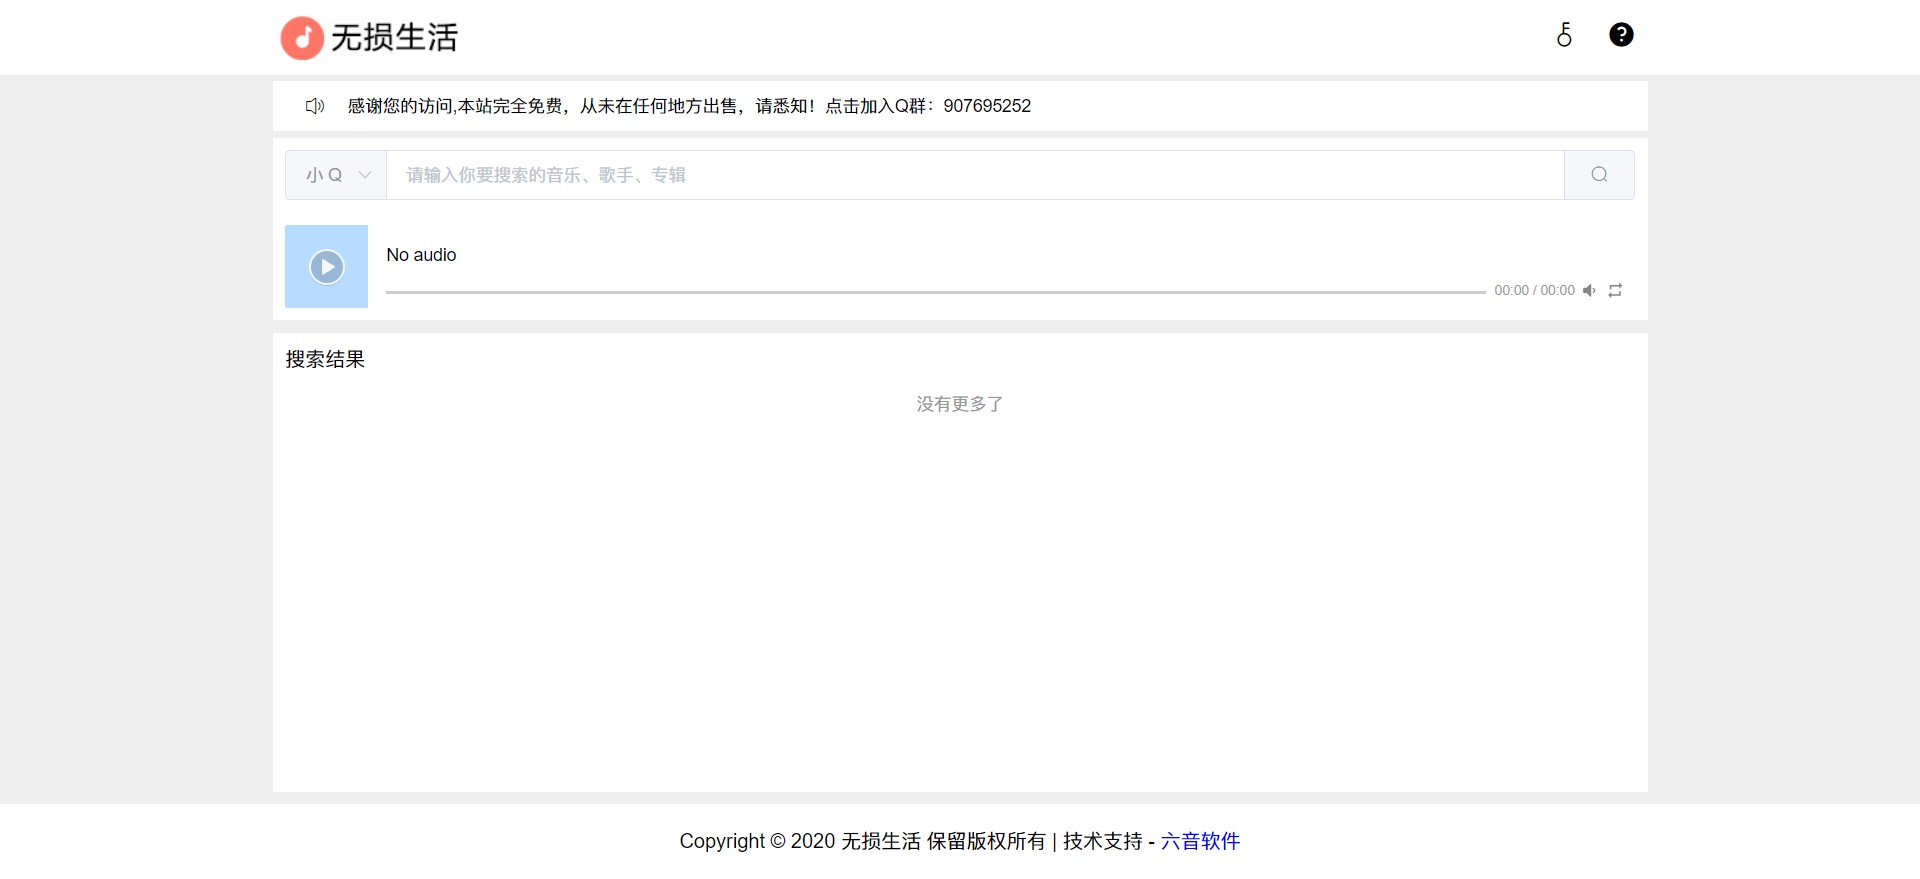 无损生活
感谢您的访问,本站完全免费，从未在任何地方出售，请悉知！点击加入Q群：907695252
小Q
请输入你要搜索的音乐、歌手、专辑
No audio
00:00 / 00:00
搜索结果
没有更多了
Copyright © 2020 无损生活 保留版权所有 | 技术支持 - 六音软件